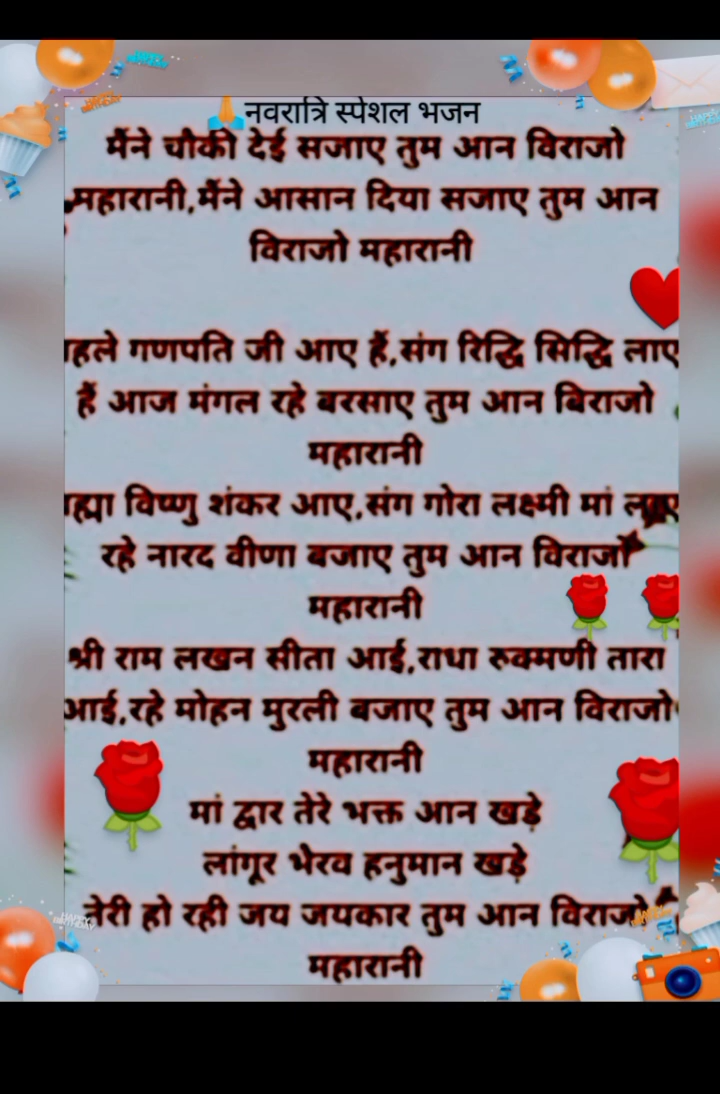 नवरात्रि स्पेशल भजन
मैंने चौकी देई सजाए तुम आन विराजो
महारानी,मैंने आसान दिया सजाए तुम आन
विराजो महारानी
हले गणपति जी आए हैं,संग रिद्धि सिद्धि लाए
हैं आज मंगल रहे बरसाए तुम आन बिराजो
महारानी
ह्मा विष्णु शंकर आए,संग गोरा लक्ष्मी मां लाए
रहे नारद वीणा बजाए तुम आन विराजो
महारानी
श्री राम लखन सीता आई,राधा रुक्मणी तारा
आई,रहे मोहन मुरली बजाए तुम आन विराजो
महारानी
मां द्वार तेरे भक्त आन खड़े
लांगूर भैरव हनुमान खड़े
तेरी हो रही जय जयकार तुम आन विराजो
महारानी